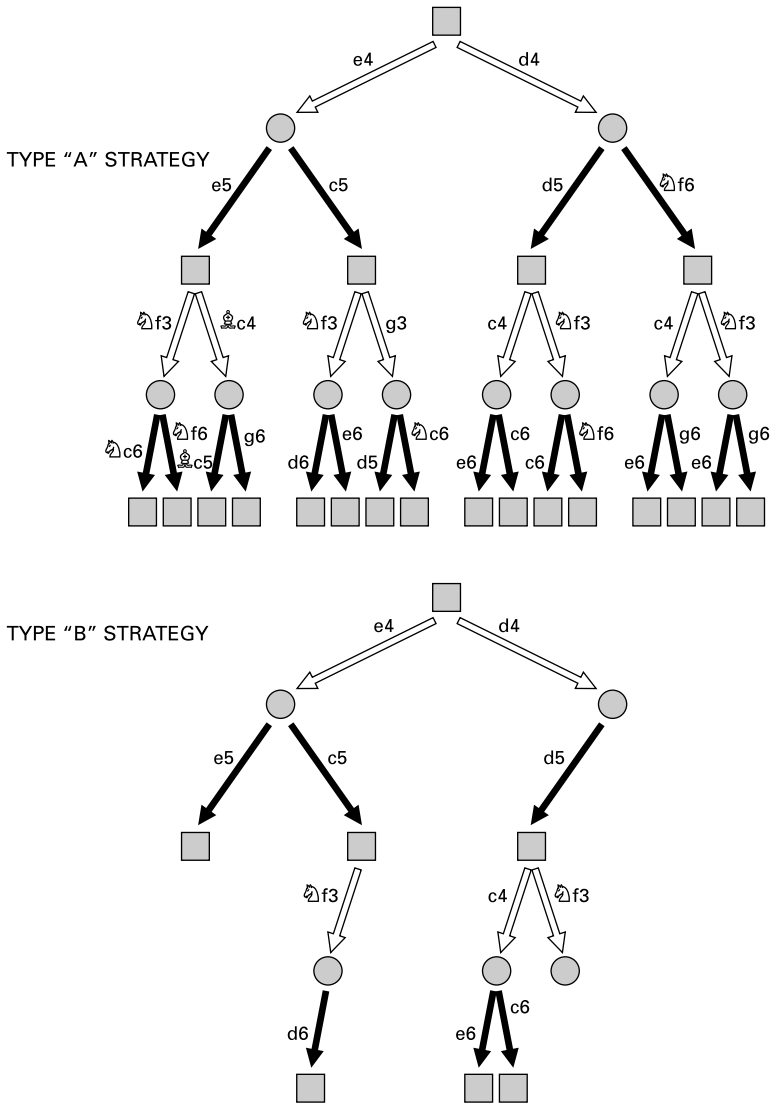 e4 d4
TYPE “A” STRATEGY
e5 c5 d5 ♘f6
♘f3 ♗c4 ♘f3 g3 c4 ♘f3 c4 ♘f3
♘c6 ♘f6 ♗c5 g6 d6 e6 d5 ♘c6 e6 c6 c6 ♘f6 e6 g6 e6 g6
e4 d4
TYPE “B” STRATEGY
e5 c5 d5
♘f3 c4 ♘f3
d6 e6 c6